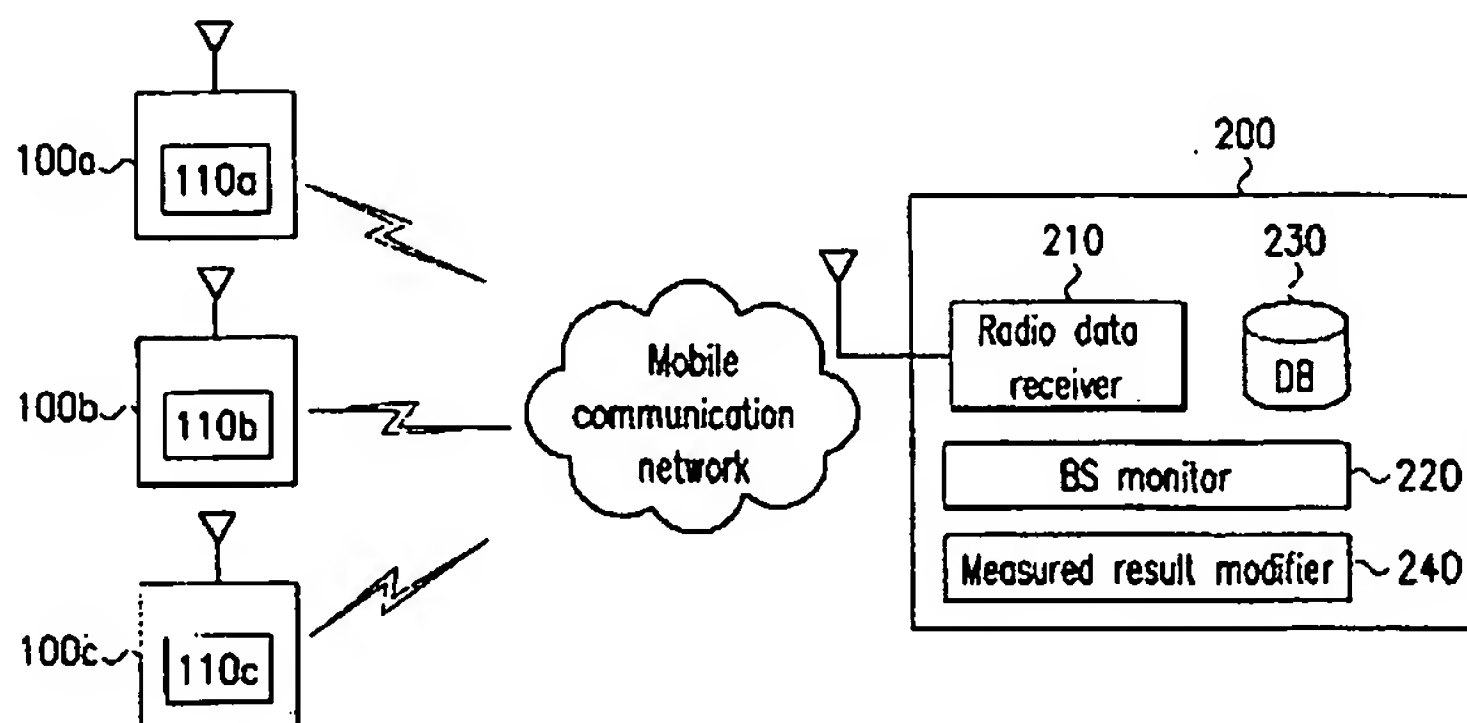 100a
110a
100b
110b
100c
110c
Mobile
communication
network
200
210
230
Radio data
receiver
DB
BS monitor
220
Measured result modifier
240